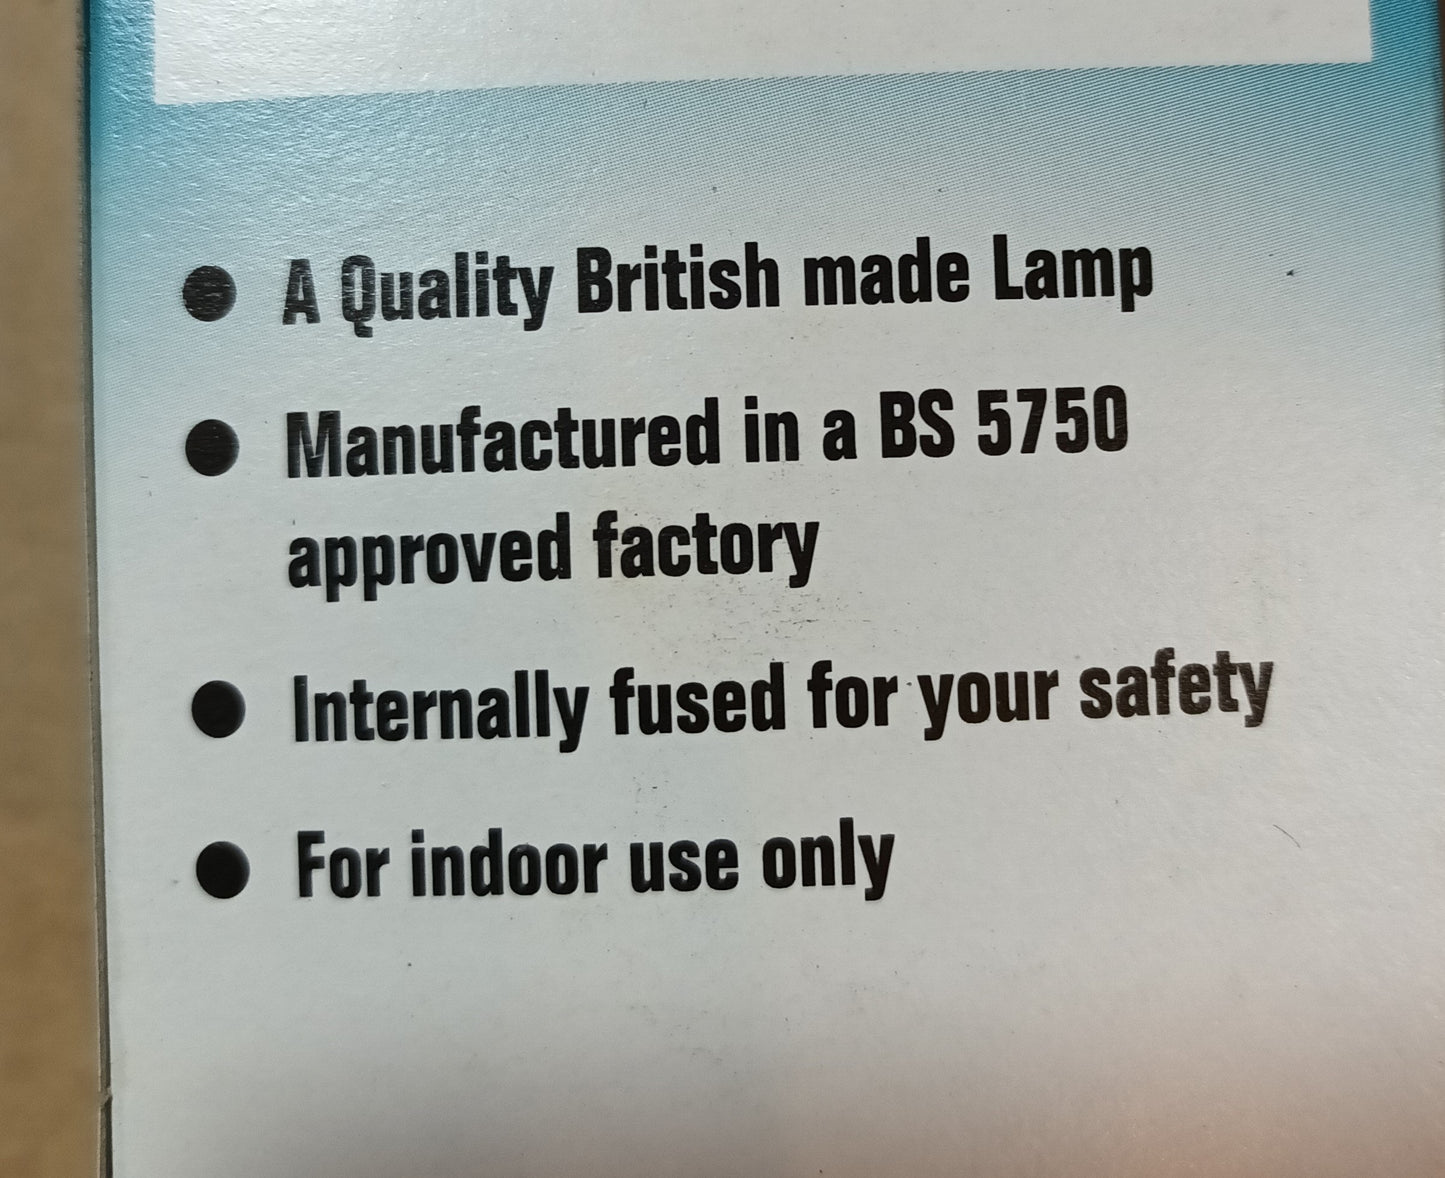 ● A Quality British made Lamp
● Manufactured in a BS 5750
approved factory
● Internally fused for your safety
● For indoor use only